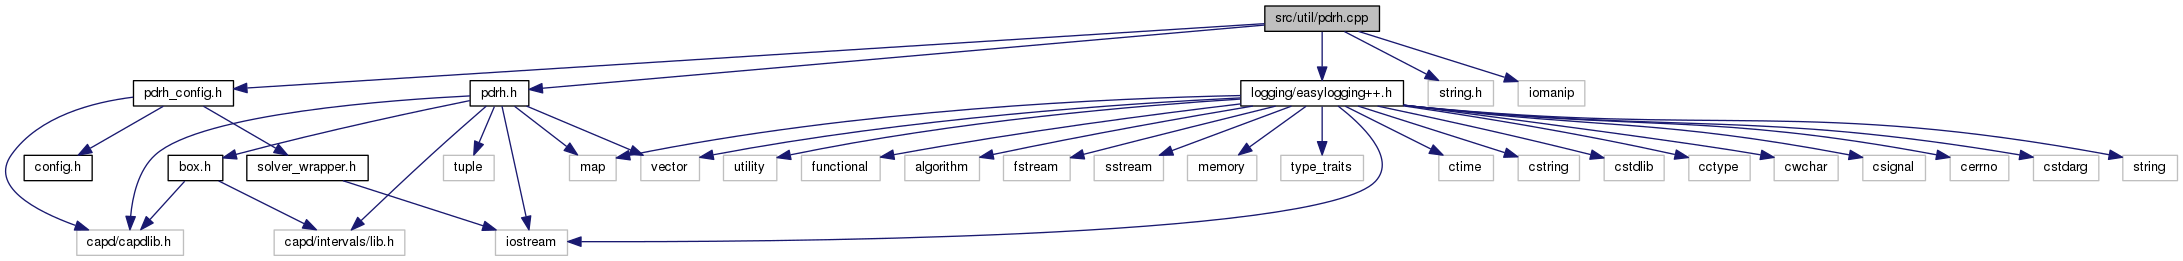 src/util/pdrh.cpp
pdrh_config.h
pdrh.h
logging/easylogging++.h
string.h
iomanip
config.h
box.h
solver_wrapper.h
tuple
map
vector
utility
functional
algorithm
fstream
sstream
memory
type_traits
ctime
cstring
cstdlib
cctype
cwchar
csignal
cerrno
cstdarg
string
capd/capdlib.h
capd/intervals/lib.h
iostream